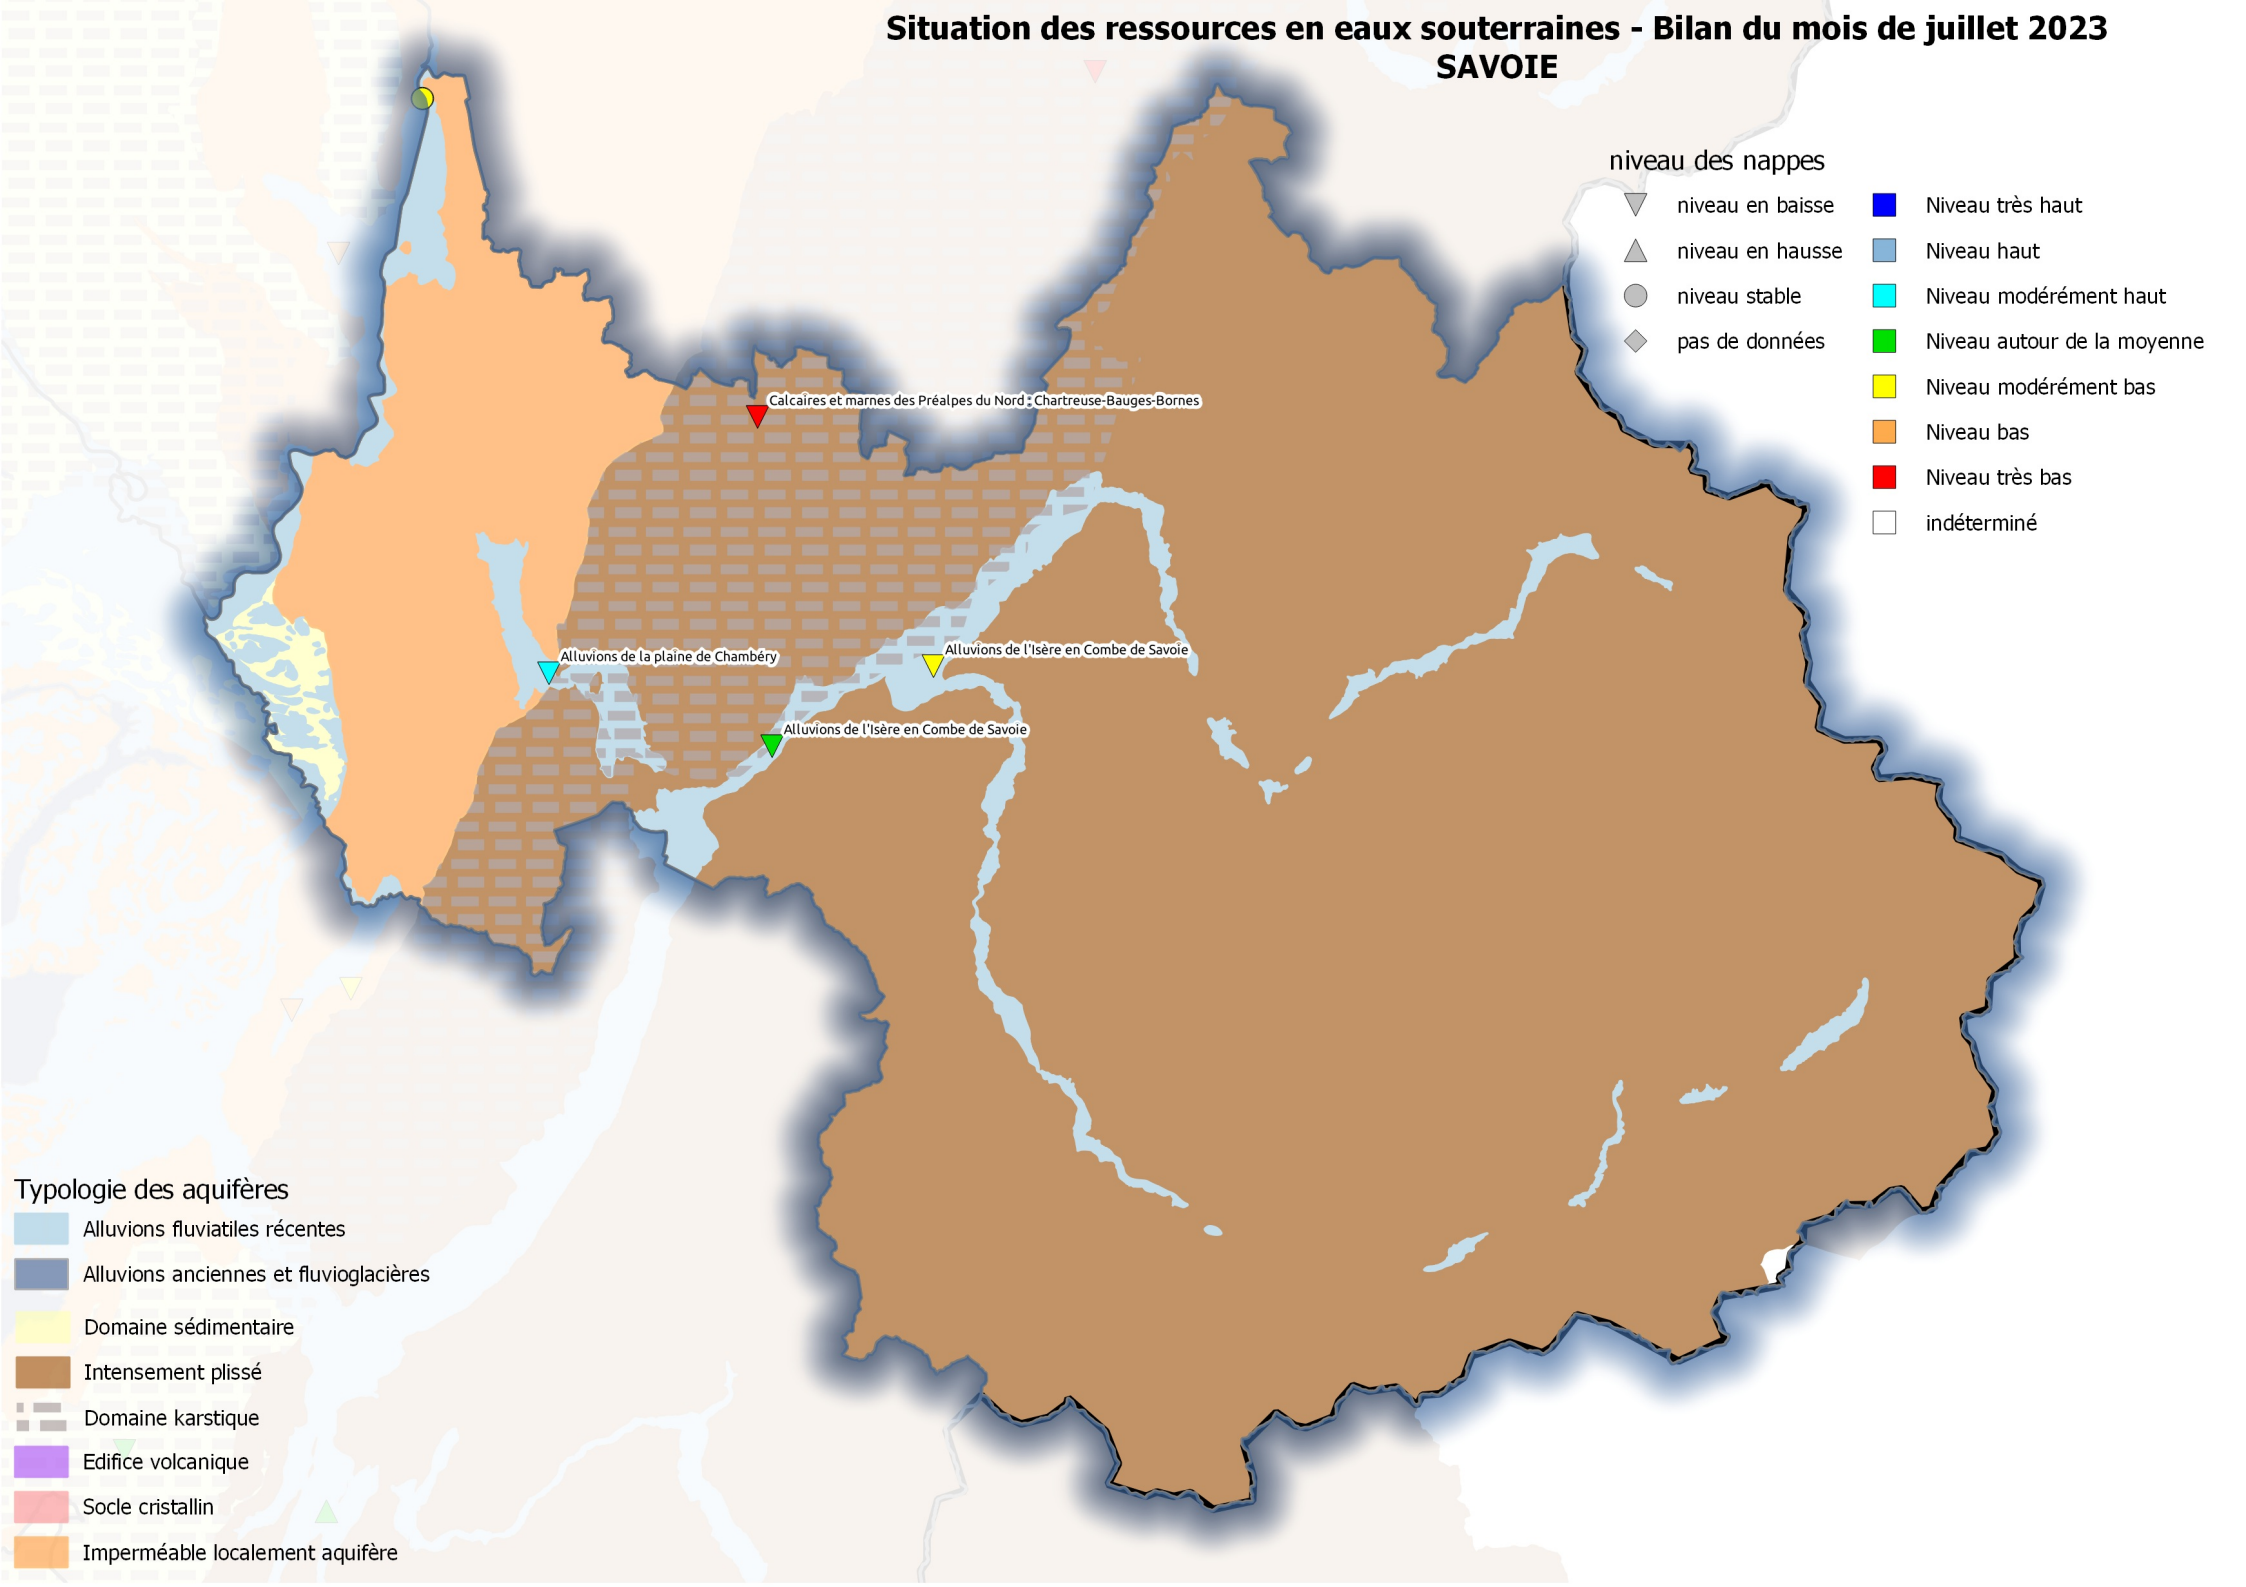 Situation des ressources en eaux souterraines - Bilan du mois de juillet 2023
SAVOIE
niveau des nappes
niveau en baisse
niveau en hausse
niveau stable
pas de données
Niveau très haut
Niveau haut
Niveau modérément haut
Niveau autour de la moyenne
Niveau modérément bas
Niveau bas
Niveau très bas
indéterminé
Calcaires et marnes des Préalpes du Nord : Chartreuse-Bauges-Bornes
Alluvions de la plaine de Chambéry
Alluvions de l'Isère en Combe de Savoie
Alluvions de l'Isère en Combe de Savoie
Typologie des aquifères
Alluvions fluviatiles récentes
Alluvions anciennes et fluvioglacières
Domaine sédimentaire
Intensement plissé
Domaine karstique
Edifice volcanique
Socle cristallin
Imperméable localement aquifère